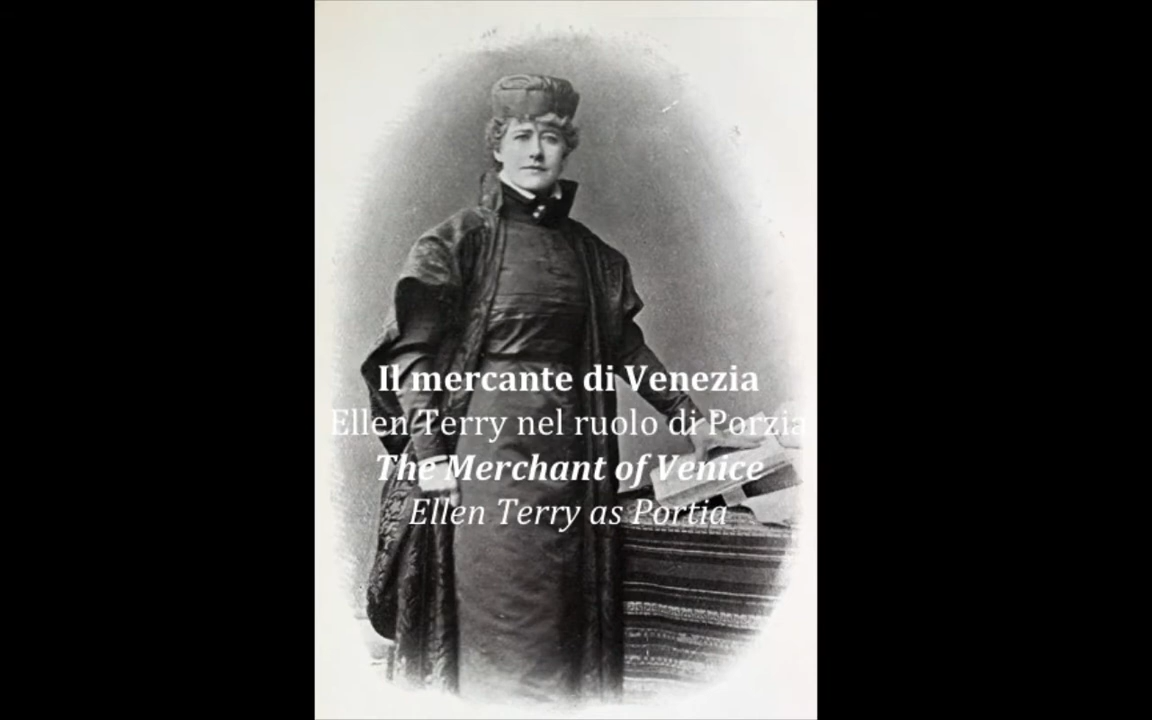 Il mercante di Venezia
Ellen Terry nel ruolo di Porzia
The Merchant of Venice
Ellen Terry as Portia